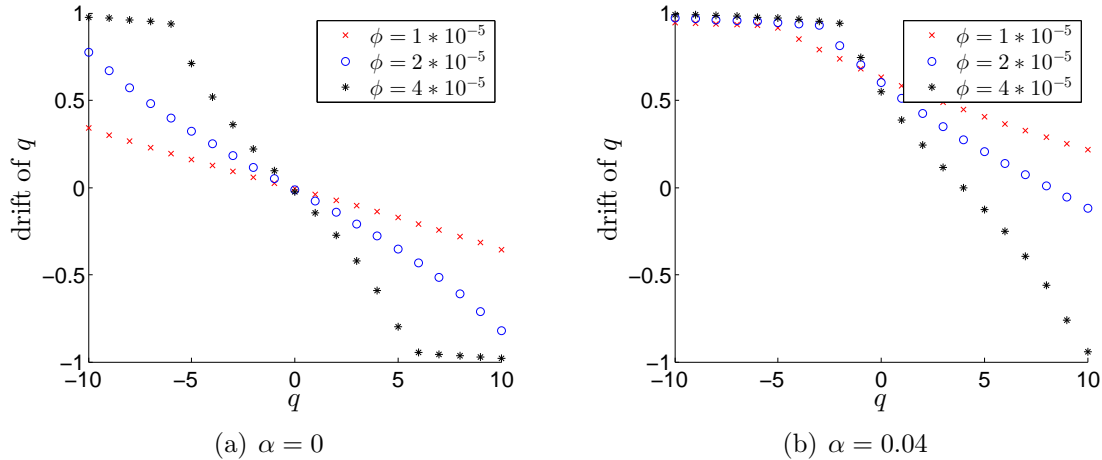 1
0.5
0
−0.5
−1
−10
−5
0
5
10
drift of q
q
ϕ = 1 * 10⁻⁵
ϕ = 2 * 10⁻⁵
ϕ = 4 * 10⁻⁵
(a) α = 0
1
0.5
0
−0.5
−1
−10
−5
0
5
10
drift of q
q
ϕ = 1 * 10⁻⁵
ϕ = 2 * 10⁻⁵
ϕ = 4 * 10⁻⁵
(b) α = 0.04